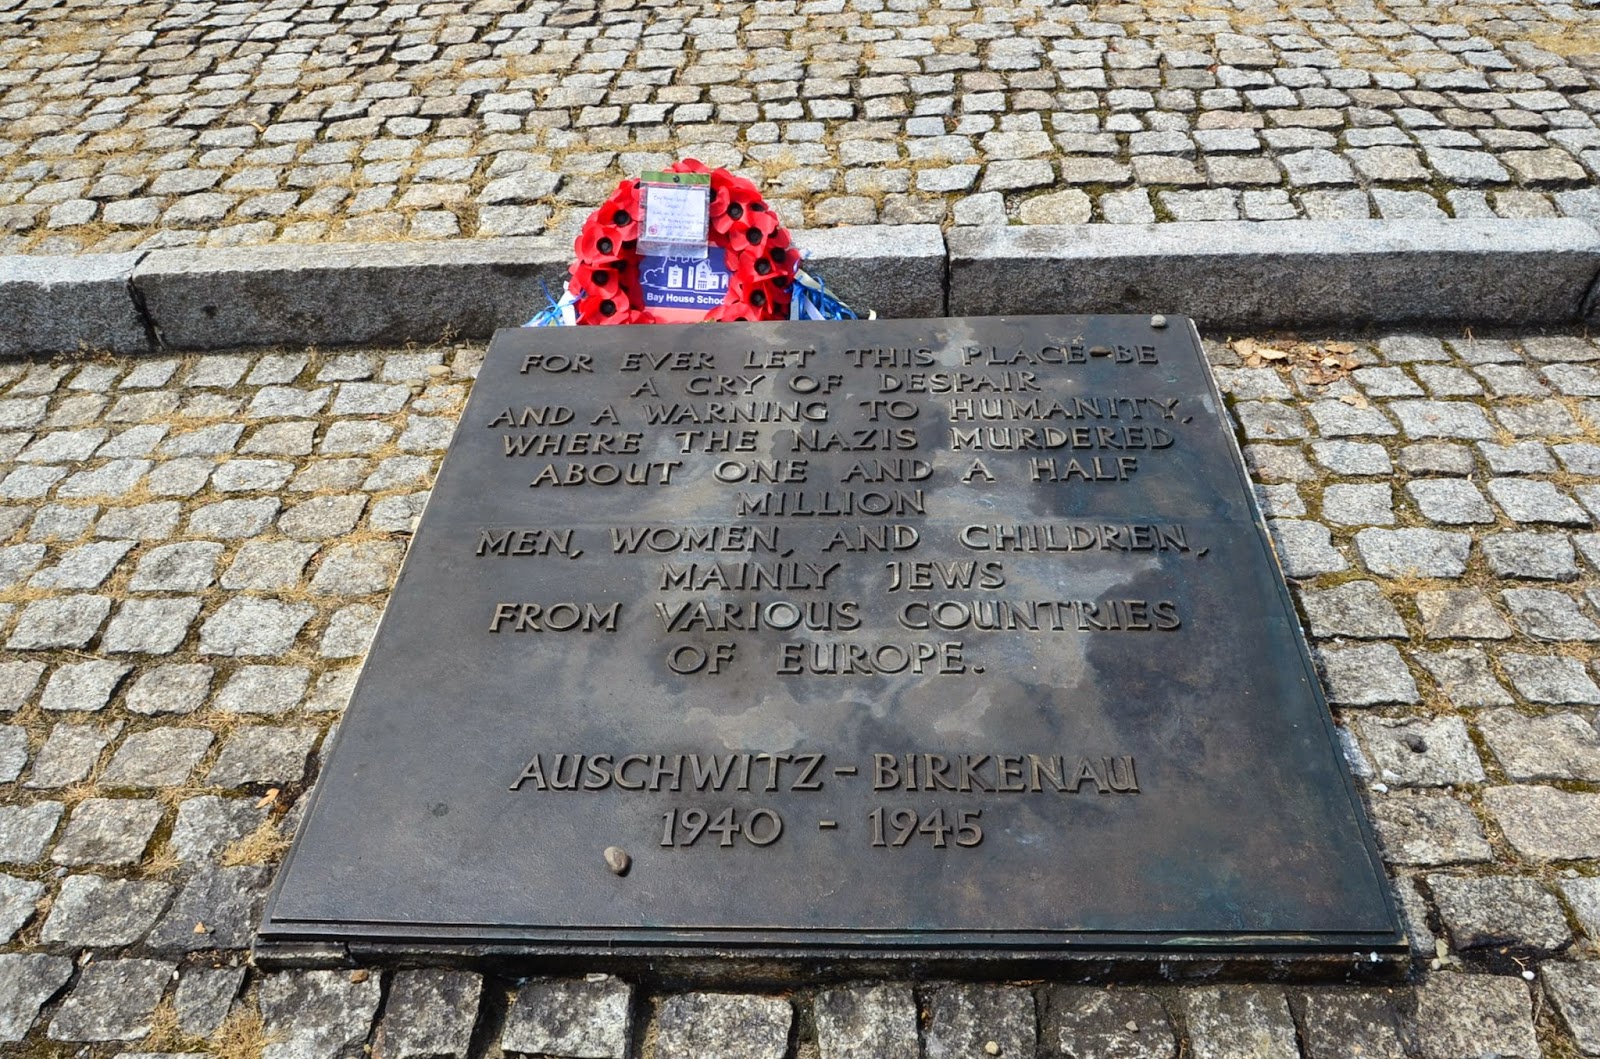 Bay House School
FOR EVER LET THIS PLACE BE
A CRY OF DESPAIR
AND A WARNING TO HUMANITY,
WHERE THE NAZIS MURDERED
ABOUT ONE AND A HALF
MILLION
MEN, WOMEN, AND CHILDREN,
MAINLY JEWS
FROM VARIOUS COUNTRIES
OF EUROPE.
AUSCHWITZ-BIRKENAU
1940 - 1945